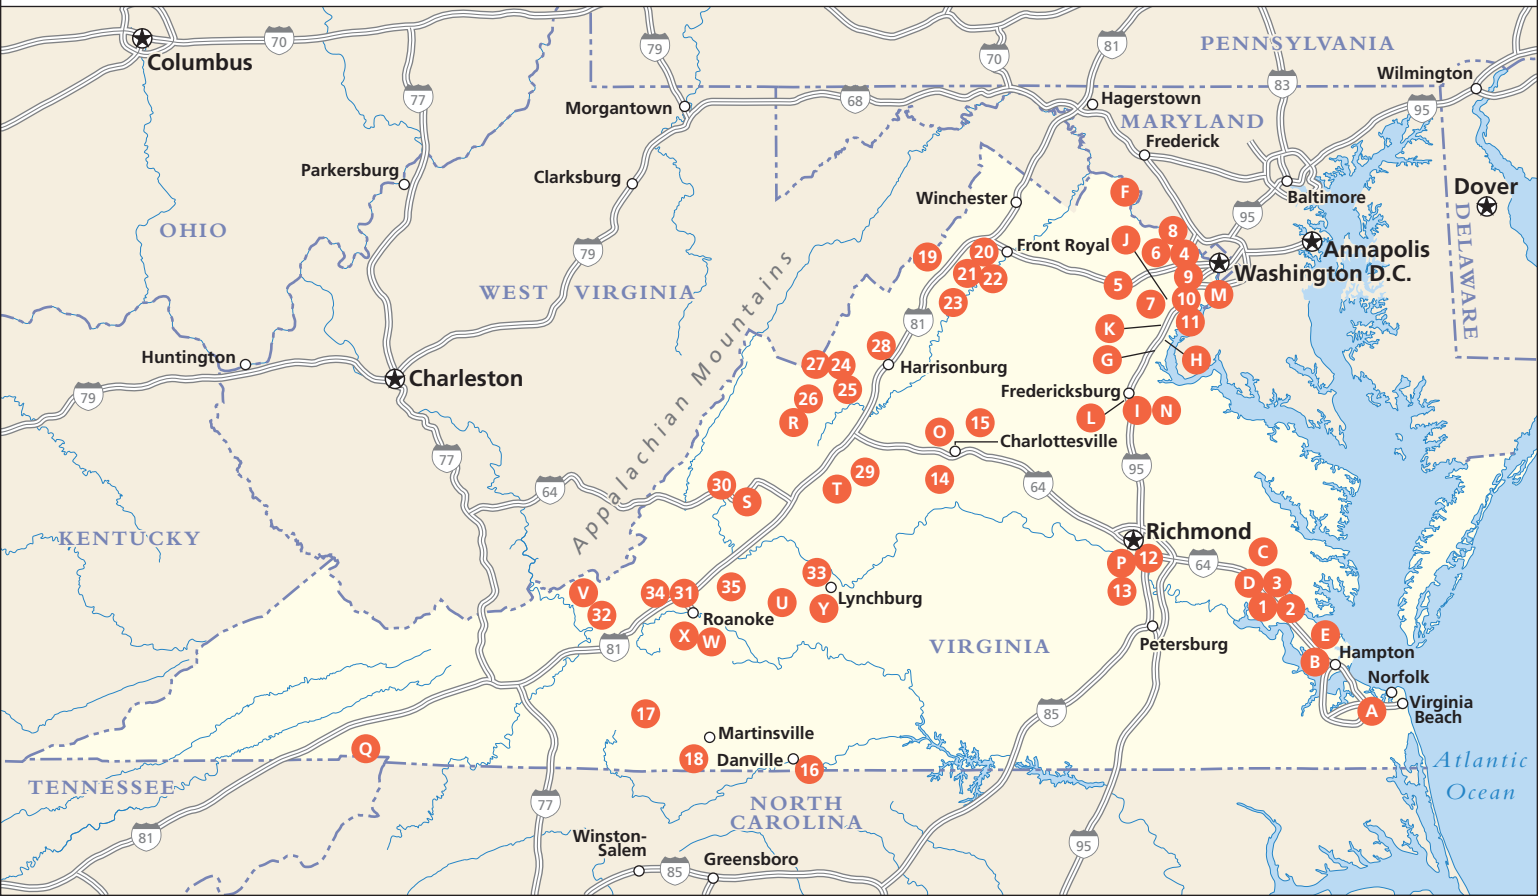 70
79
70
81
PENNSYLVANIA
Columbus
77
Morgantown
68
Hagerstown
83
Wilmington
95
MARYLAND
Frederick
Parkersburg
Clarksburg
Winchester
F
Baltimore
Dover
OHIO
79
19
20
Front Royal
J
8
6
4
95
Annapolis
DELAWARE
21
22
5
9
Washington D.C.
WEST VIRGINIA
23
7
10
M
81
K
11
Appalachian Mountains
Huntington
28
27
24
Harrisonburg
G
H
Charleston
79
26
25
Fredericksburg
R
L
I
N
O
15
Charlottesville
77
64
30
S
T
29
14
64
95
KENTUCKY
Richmond
P
12
64
C
V
34
31
35
33
13
D
3
32
U
Y
Lynchburg
1
2
Roanoke
X
W
81
VIRGINIA
Petersburg
E
B
Hampton
Norfolk
17
85
A
Virginia
Beach
Q
Martinsville
18
Danville
16
Atlantic
Ocean
TENNESSEE
77
NORTH
CAROLINA
81
Winston-
Salem
85
Greensboro
95